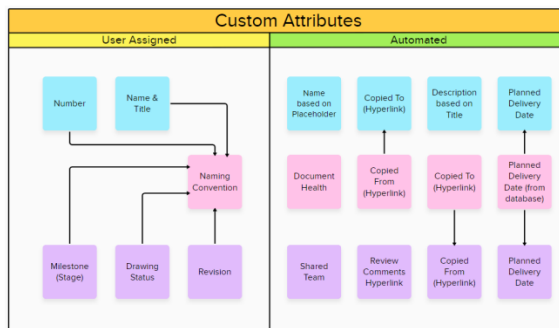 Custom Attributes
User Assigned
Automated
Number
Name &
Title
Name
based on
Placeholder
Copied To
(Hyperlink)
Description
based on
Title
Planned
Delivery
Date
Naming
Convention
Document
Health
Copied
From
(Hyperlink)
Copied To
(Hyperlink)
Planned
Delivery
Date (from
database)
Milestone
(Stage)
Drawing
Status
Revision
Shared
Team
Review
Comments
Hyperlink
Copied
From
(Hyperlink)
Planned
Delivery
Date